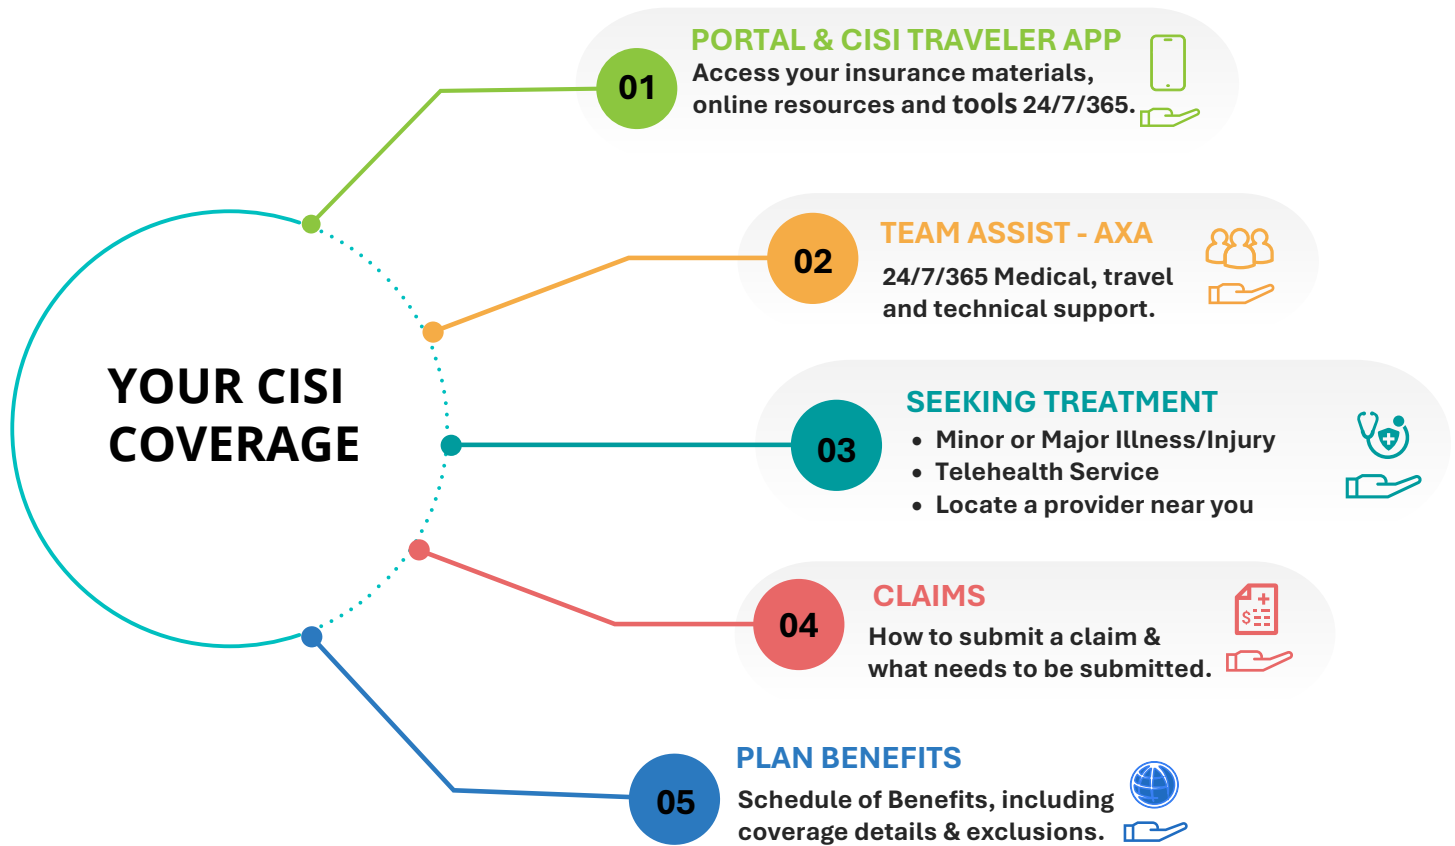 YOUR CISI
COVERAGE
01
PORTAL & CISI TRAVELER APP
Access your insurance materials,
online resources and tools 24/7/365.
02
TEAM ASSIST - AXA
24/7/365 Medical, travel
and technical support.
03
SEEKING TREATMENT
• Minor or Major Illness/Injury
• Telehealth Service
• Locate a provider near you
04
CLAIMS
How to submit a claim &
what needs to be submitted.
$
05
PLAN BENEFITS
Schedule of Benefits, including
coverage details & exclusions.